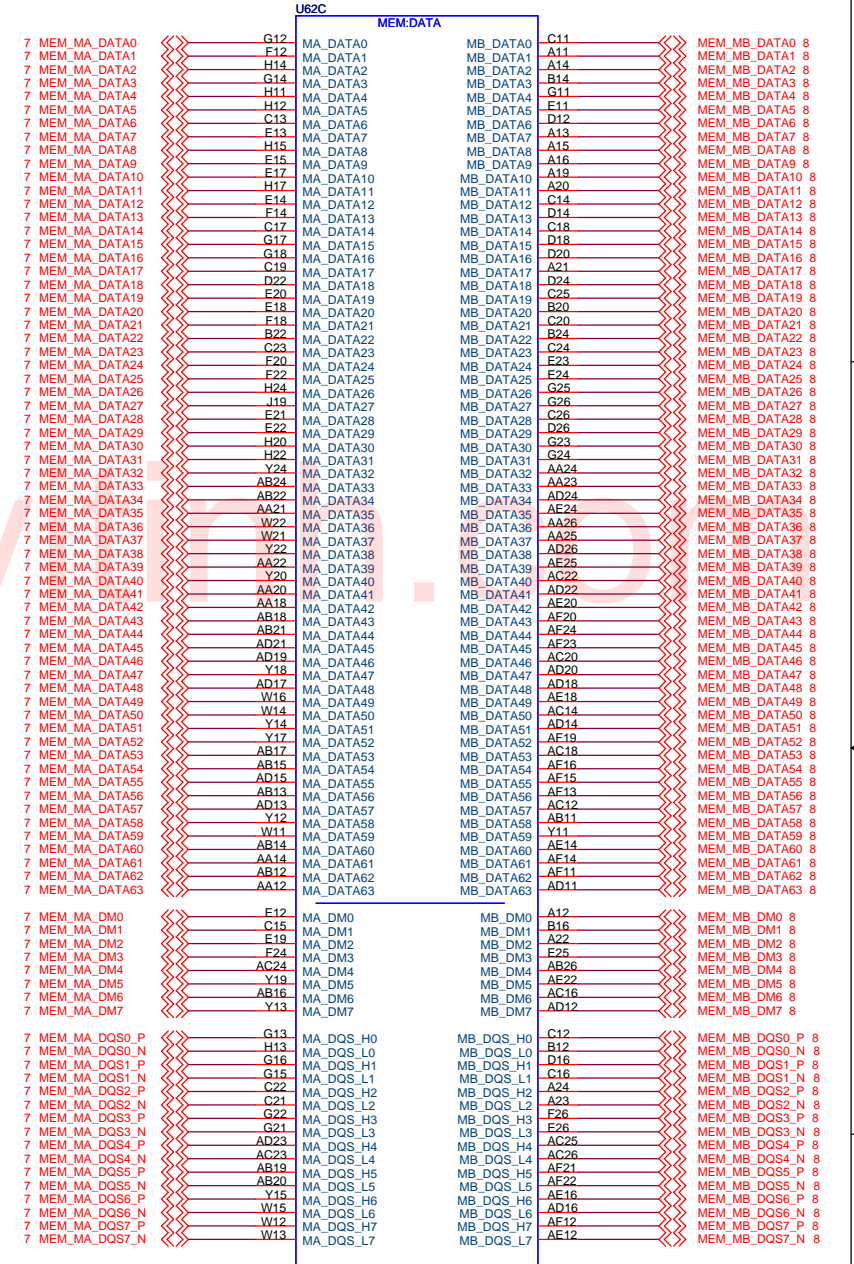 U62C
MEM:DATA
7 MEM_MA_DATA0 G12 MA_DATA0 MB_DATA0 C11 MEM_MB_DATA0 8
7 MEM_MA_DATA1 F12 MA_DATA1 MB_DATA1 A11 MEM_MB_DATA1 8
7 MEM_MA_DATA2 H14 MA_DATA2 MB_DATA2 A14 MEM_MB_DATA2 8
7 MEM_MA_DATA3 G14 MA_DATA3 MB_DATA3 B14 MEM_MB_DATA3 8
7 MEM_MA_DATA4 H11 MA_DATA4 MB_DATA4 G11 MEM_MB_DATA4 8
7 MEM_MA_DATA5 H12 MA_DATA5 MB_DATA5 E11 MEM_MB_DATA5 8
7 MEM_MA_DATA6 C13 MA_DATA6 MB_DATA6 D12 MEM_MB_DATA6 8
7 MEM_MA_DATA7 E13 MA_DATA7 MB_DATA7 A13 MEM_MB_DATA7 8
7 MEM_MA_DATA8 H15 MA_DATA8 MB_DATA8 A15 MEM_MB_DATA8 8
7 MEM_MA_DATA9 E15 MA_DATA9 MB_DATA9 A16 MEM_MB_DATA9 8
7 MEM_MA_DATA10 E17 MA_DATA10 MB_DATA10 A19 MEM_MB_DATA10 8
7 MEM_MA_DATA11 H17 MA_DATA11 MB_DATA11 A20 MEM_MB_DATA11 8
7 MEM_MA_DATA12 E14 MA_DATA12 MB_DATA12 C14 MEM_MB_DATA12 8
7 MEM_MA_DATA13 F14 MA_DATA13 MB_DATA13 D14 MEM_MB_DATA13 8
7 MEM_MA_DATA14 C17 MA_DATA14 MB_DATA14 C18 MEM_MB_DATA14 8
7 MEM_MA_DATA15 G17 MA_DATA15 MB_DATA15 D18 MEM_MB_DATA15 8
7 MEM_MA_DATA16 G18 MA_DATA16 MB_DATA16 D20 MEM_MB_DATA16 8
7 MEM_MA_DATA17 C19 MA_DATA17 MB_DATA17 A21 MEM_MB_DATA17 8
7 MEM_MA_DATA18 D22 MA_DATA18 MB_DATA18 D24 MEM_MB_DATA18 8
7 MEM_MA_DATA19 E20 MA_DATA19 MB_DATA19 C25 MEM_MB_DATA19 8
7 MEM_MA_DATA20 E18 MA_DATA20 MB_DATA20 B20 MEM_MB_DATA20 8
7 MEM_MA_DATA21 F18 MA_DATA21 MB_DATA21 C20 MEM_MB_DATA21 8
7 MEM_MA_DATA22 B22 MA_DATA22 MB_DATA22 B24 MEM_MB_DATA22 8
7 MEM_MA_DATA23 C23 MA_DATA23 MB_DATA23 C24 MEM_MB_DATA23 8
7 MEM_MA_DATA24 F20 MA_DATA24 MB_DATA24 E23 MEM_MB_DATA24 8
7 MEM_MA_DATA25 F22 MA_DATA25 MB_DATA25 E24 MEM_MB_DATA25 8
7 MEM_MA_DATA26 H24 MA_DATA26 MB_DATA26 G25 MEM_MB_DATA26 8
7 MEM_MA_DATA27 J19 MA_DATA27 MB_DATA27 G26 MEM_MB_DATA27 8
7 MEM_MA_DATA28 E21 MA_DATA28 MB_DATA28 C26 MEM_MB_DATA28 8
7 MEM_MA_DATA29 E22 MA_DATA29 MB_DATA29 D26 MEM_MB_DATA29 8
7 MEM_MA_DATA30 H20 MA_DATA30 MB_DATA30 G23 MEM_MB_DATA30 8
7 MEM_MA_DATA31 H22 MA_DATA31 MB_DATA31 G24 MEM_MB_DATA31 8
7 MEM_MA_DATA32 Y24 MA_DATA32 MB_DATA32 AA24 MEM_MB_DATA32 8
7 MEM_MA_DATA33 AB24 MA_DATA33 MB_DATA33 AA23 MEM_MB_DATA33 8
7 MEM_MA_DATA34 AB22 MA_DATA34 MB_DATA34 AD24 MEM_MB_DATA34 8
7 MEM_MA_DATA35 AA21 MA_DATA35 MB_DATA35 AE24 MEM_MB_DATA35 8
7 MEM_MA_DATA36 W22 MA_DATA36 MB_DATA36 AA26 MEM_MB_DATA36 8
7 MEM_MA_DATA37 W21 MA_DATA37 MB_DATA37 AA25 MEM_MB_DATA37 8
7 MEM_MA_DATA38 Y22 MA_DATA38 MB_DATA38 AD26 MEM_MB_DATA38 8
7 MEM_MA_DATA39 AA22 MA_DATA39 MB_DATA39 AE25 MEM_MB_DATA39 8
7 MEM_MA_DATA40 Y20 MA_DATA40 MB_DATA40 AC22 MEM_MB_DATA40 8
7 MEM_MA_DATA41 AA20 MA_DATA41 MB_DATA41 AD22 MEM_MB_DATA41 8
7 MEM_MA_DATA42 AA18 MA_DATA42 MB_DATA42 AE20 MEM_MB_DATA42 8
7 MEM_MA_DATA43 AB18 MA_DATA43 MB_DATA43 AF20 MEM_MB_DATA43 8
7 MEM_MA_DATA44 AB21 MA_DATA44 MB_DATA44 AF24 MEM_MB_DATA44 8
7 MEM_MA_DATA45 AD21 MA_DATA45 MB_DATA45 AF23 MEM_MB_DATA45 8
7 MEM_MA_DATA46 AD19 MA_DATA46 MB_DATA46 AC20 MEM_MB_DATA46 8
7 MEM_MA_DATA47 Y18 MA_DATA47 MB_DATA47 AD20 MEM_MB_DATA47 8
7 MEM_MA_DATA48 AD17 MA_DATA48 MB_DATA48 AD18 MEM_MB_DATA48 8
7 MEM_MA_DATA49 W16 MA_DATA49 MB_DATA49 AE18 MEM_MB_DATA49 8
7 MEM_MA_DATA50 W14 MA_DATA50 MB_DATA50 AC14 MEM_MB_DATA50 8
7 MEM_MA_DATA51 Y14 MA_DATA51 MB_DATA51 AD14 MEM_MB_DATA51 8
7 MEM_MA_DATA52 Y17 MA_DATA52 MB_DATA52 AF19 MEM_MB_DATA52 8
7 MEM_MA_DATA53 AB17 MA_DATA53 MB_DATA53 AC18 MEM_MB_DATA53 8
7 MEM_MA_DATA54 AB15 MA_DATA54 MB_DATA54 AF16 MEM_MB_DATA54 8
7 MEM_MA_DATA55 AD15 MA_DATA55 MB_DATA55 AF15 MEM_MB_DATA55 8
7 MEM_MA_DATA56 AB13 MA_DATA56 MB_DATA56 AF13 MEM_MB_DATA56 8
7 MEM_MA_DATA57 AD13 MA_DATA57 MB_DATA57 AC12 MEM_MB_DATA57 8
7 MEM_MA_DATA58 Y12 MA_DATA58 MB_DATA58 AB11 MEM_MB_DATA58 8
7 MEM_MA_DATA59 W11 MA_DATA59 MB_DATA59 Y11 MEM_MB_DATA59 8
7 MEM_MA_DATA60 AB14 MA_DATA60 MB_DATA60 AE14 MEM_MB_DATA60 8
7 MEM_MA_DATA61 AA14 MA_DATA61 MB_DATA61 AF14 MEM_MB_DATA61 8
7 MEM_MA_DATA62 AB12 MA_DATA62 MB_DATA62 AF11 MEM_MB_DATA62 8
7 MEM_MA_DATA63 AA12 MA_DATA63 MB_DATA63 AD11 MEM_MB_DATA63 8
7 MEM_MA_DM0 E12 MA_DM0 MB_DM0 A12 MEM_MB_DM0 8
7 MEM_MA_DM1 C15 MA_DM1 MB_DM1 B16 MEM_MB_DM1 8
7 MEM_MA_DM2 E19 MA_DM2 MB_DM2 A22 MEM_MB_DM2 8
7 MEM_MA_DM3 F24 MA_DM3 MB_DM3 E25 MEM_MB_DM3 8
7 MEM_MA_DM4 AC24 MA_DM4 MB_DM4 AB26 MEM_MB_DM4 8
7 MEM_MA_DM5 Y19 MA_DM5 MB_DM5 AE22 MEM_MB_DM5 8
7 MEM_MA_DM6 AB16 MA_DM6 MB_DM6 AC16 MEM_MB_DM6 8
7 MEM_MA_DM7 Y13 MA_DM7 MB_DM7 AD12 MEM_MB_DM7 8
7 MEM_MA_DQS0_P G13 MA_DQS_H0 MB_DQS_H0 C12 MEM_MB_DQS0_P 8
7 MEM_MA_DQS0_N H13 MA_DQS_L0 MB_DQS_L0 B12 MEM_MB_DQS0_N 8
7 MEM_MA_DQS1_P G16 MA_DQS_H1 MB_DQS_H1 D16 MEM_MB_DQS1_P 8
7 MEM_MA_DQS1_N G15 MA_DQS_L1 MB_DQS_L1 C16 MEM_MB_DQS1_N 8
7 MEM_MA_DQS2_P C22 MA_DQS_H2 MB_DQS_H2 A24 MEM_MB_DQS2_P 8
7 MEM_MA_DQS2_N C21 MA_DQS_L2 MB_DQS_L2 A23 MEM_MB_DQS2_N 8
7 MEM_MA_DQS3_P G22 MA_DQS_H3 MB_DQS_H3 F26 MEM_MB_DQS3_P 8
7 MEM_MA_DQS3_N G21 MA_DQS_L3 MB_DQS_L3 E26 MEM_MB_DQS3_N 8
7 MEM_MA_DQS4_P AD23 MA_DQS_H4 MB_DQS_H4 AC25 MEM_MB_DQS4_P 8
7 MEM_MA_DQS4_N AC23 MA_DQS_L4 MB_DQS_L4 AC26 MEM_MB_DQS4_N 8
7 MEM_MA_DQS5_P AB19 MA_DQS_H5 MB_DQS_H5 AF21 MEM_MB_DQS5_P 8
7 MEM_MA_DQS5_N AB20 MA_DQS_L5 MB_DQS_L5 AF22 MEM_MB_DQS5_N 8
7 MEM_MA_DQS6_P Y15 MA_DQS_H6 MB_DQS_H6 AE16 MEM_MB_DQS6_P 8
7 MEM_MA_DQS6_N W15 MA_DQS_L6 MB_DQS_L6 AD16 MEM_MB_DQS6_N 8
7 MEM_MA_DQS7_P W12 MA_DQS_H7 MB_DQS_H7 AF12 MEM_MB_DQS7_P 8
7 MEM_MA_DQS7_N W13 MA_DQS_L7 MB_DQS_L7 AE12 MEM_MB_DQS7_N 8